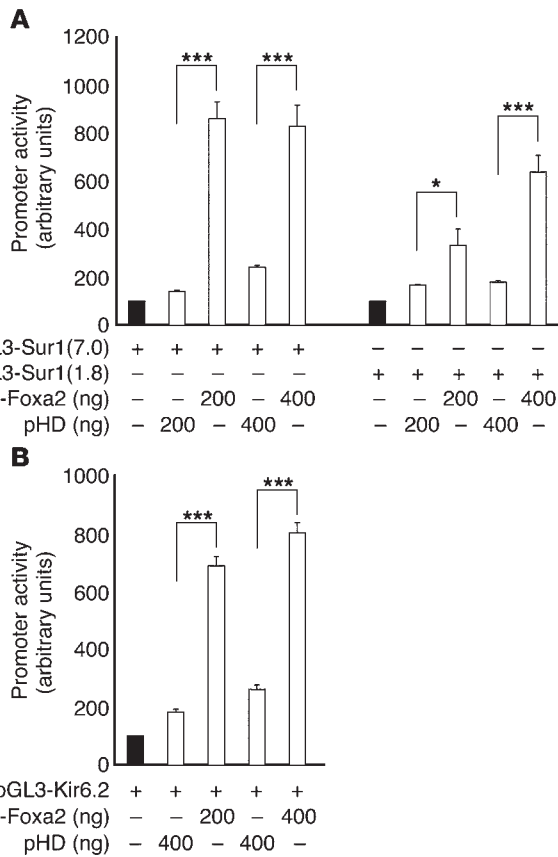 A
1200
1000
800
600
400
200
0
Promoter activity
(arbitrary units)
*** *** * ***
L3-Sur1(7.0) + + + + + – – – – –
L3-Sur1(1.8) – – – – – + + + + +
-Foxa2 (ng) – – 200 – 400 – – 200 – 400
pHD (ng) – 200 – 400 – – 200 – 400 –
B
1000
800
600
400
200
0
Promoter activity
(arbitrary units)
*** ***
pGL3-Kir6.2 + + + + +
-Foxa2 (ng) – – 200 – 400
pHD (ng) – 400 – 400 –